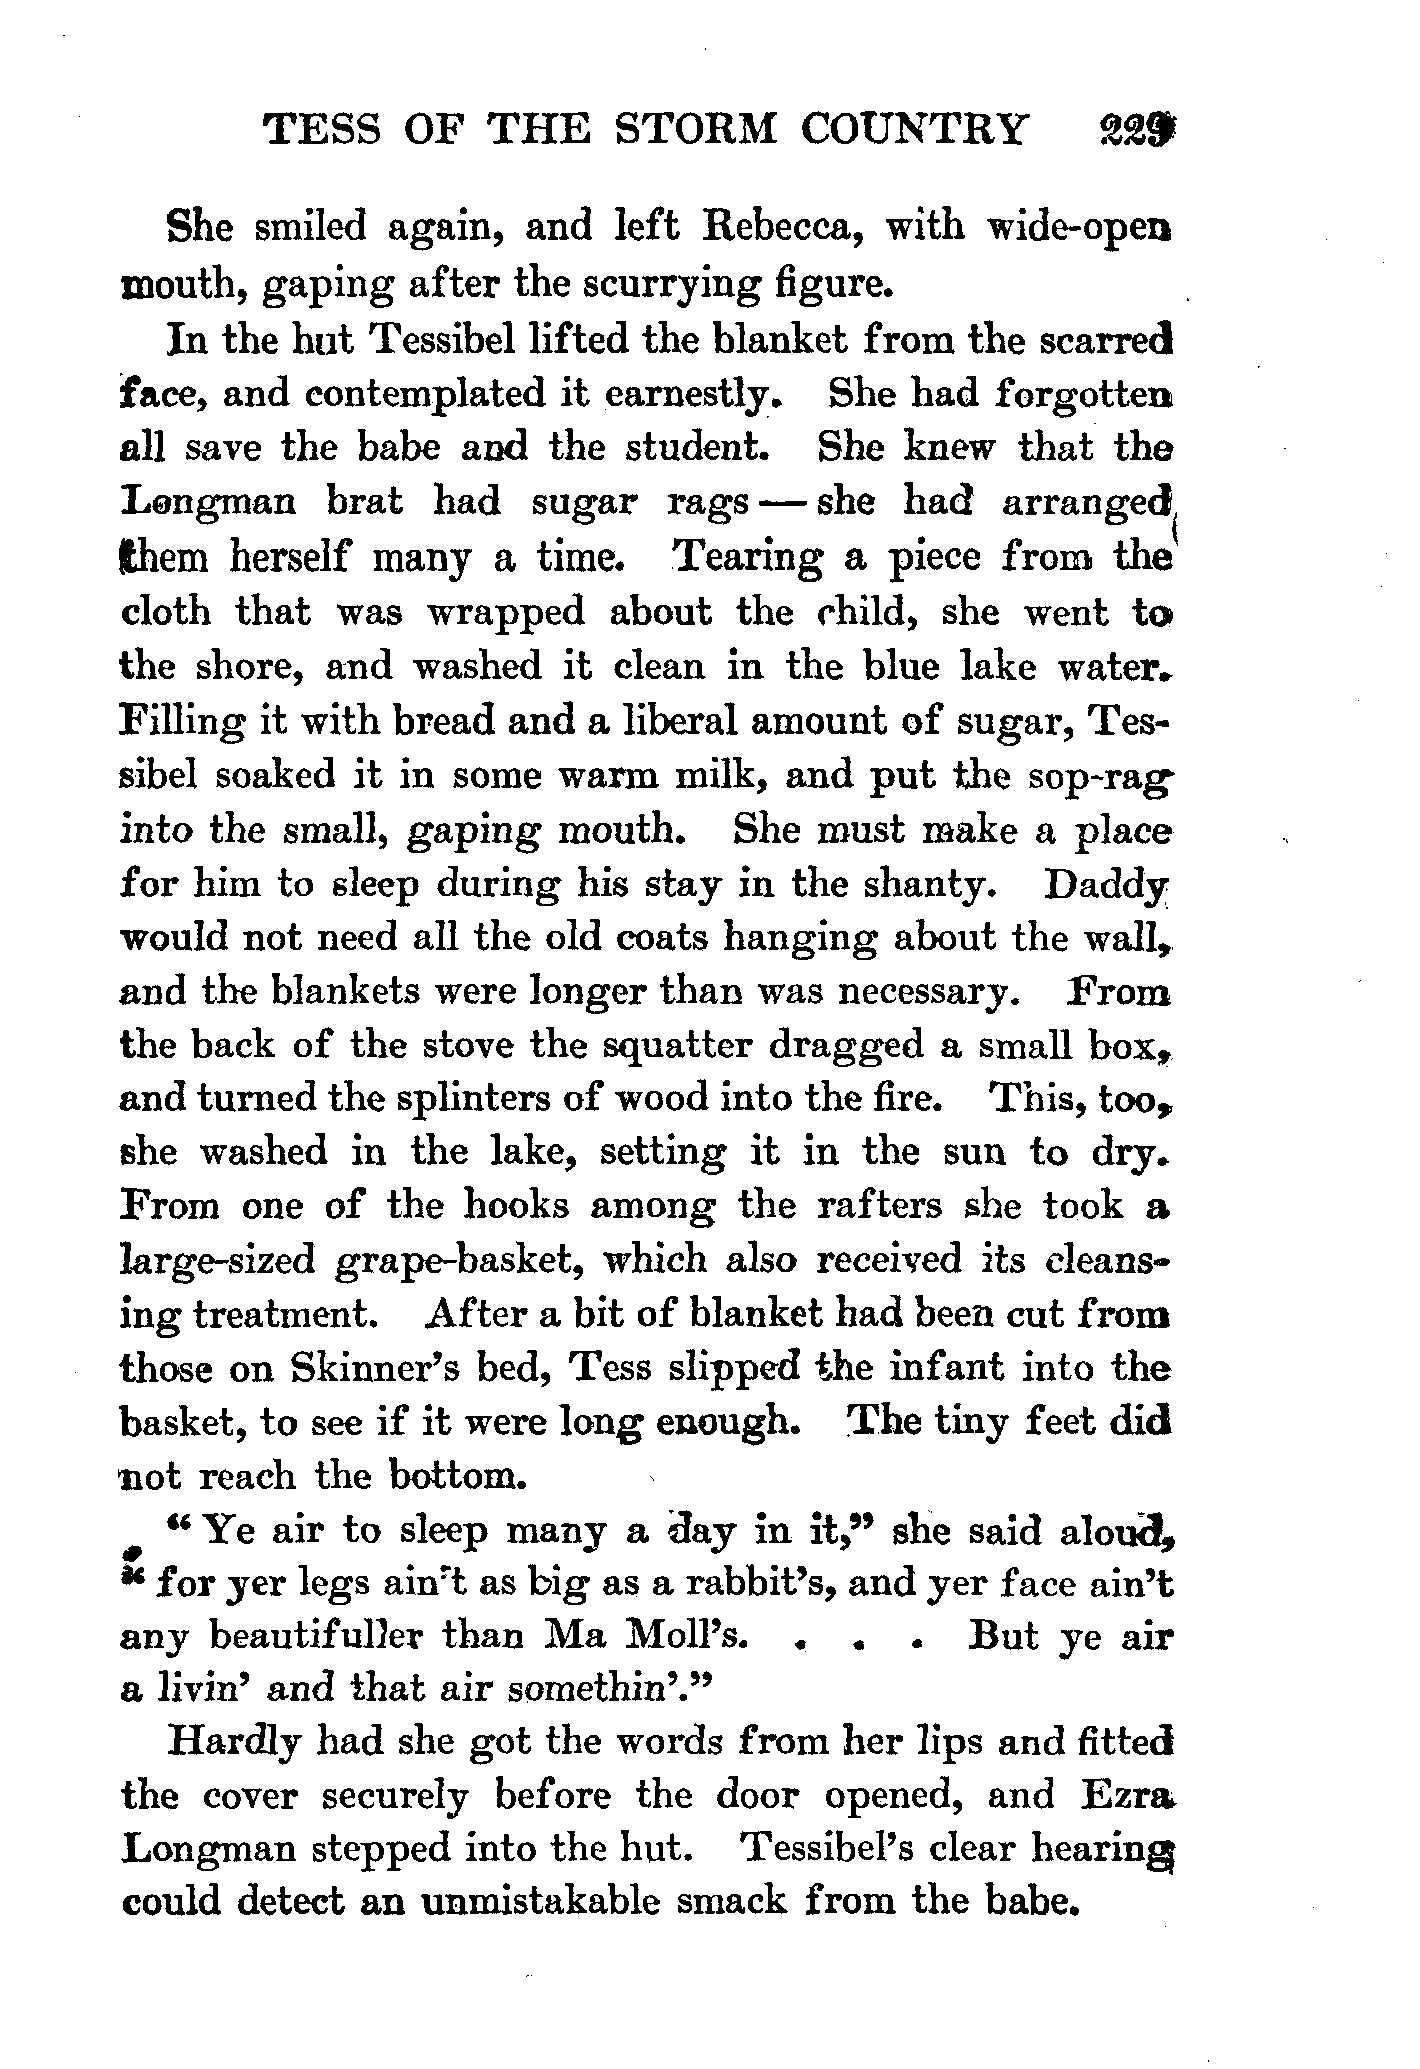 TESS OF THE STORM COUNTRY 229
She smiled again, and left Rebecca, with wide-open
mouth, gaping after the scurrying figure.
In the hut Tessibel lifted the blanket from the scarred
face, and contemplated it earnestly. She had forgotten
all save the babe and the student. She knew that the
Longman brat had sugar rags — she had arranged
them herself many a time. Tearing a piece from the
cloth that was wrapped about the child, she went to
the shore, and washed it clean in the blue lake water.
Filling it with bread and a liberal amount of sugar, Tes-
sibel soaked it in some warm milk, and put the sop-rag
into the small, gaping mouth. She must make a place
for him to sleep during his stay in the shanty. Daddy
would not need all the old coats hanging about the wall,
and the blankets were longer than was necessary. From
the back of the stove the squatter dragged a small box,
and turned the splinters of wood into the fire. This, too,
she washed in the lake, setting it in the sun to dry.
From one of the hooks among the rafters she took a
large-sized grape-basket, which also received its cleans-
ing treatment. After a bit of blanket had been cut from
those on Skinner's bed, Tess slipped the infant into the
basket, to see if it were long enough. The tiny feet did
not reach the bottom.
"Ye air to sleep many a day in it," she said aloud,
"for yer legs ain't as big as a rabbit's, and yer face ain't
any beautifuller than Ma Moll's. . . . But ye air
a livin' and that air somethin'."
Hardly had she got the words from her lips and fitted
the cover securely before the door opened, and Ezra
Longman stepped into the hut. Tessibel's clear hearing
could detect an unmistakable smack from the babe.